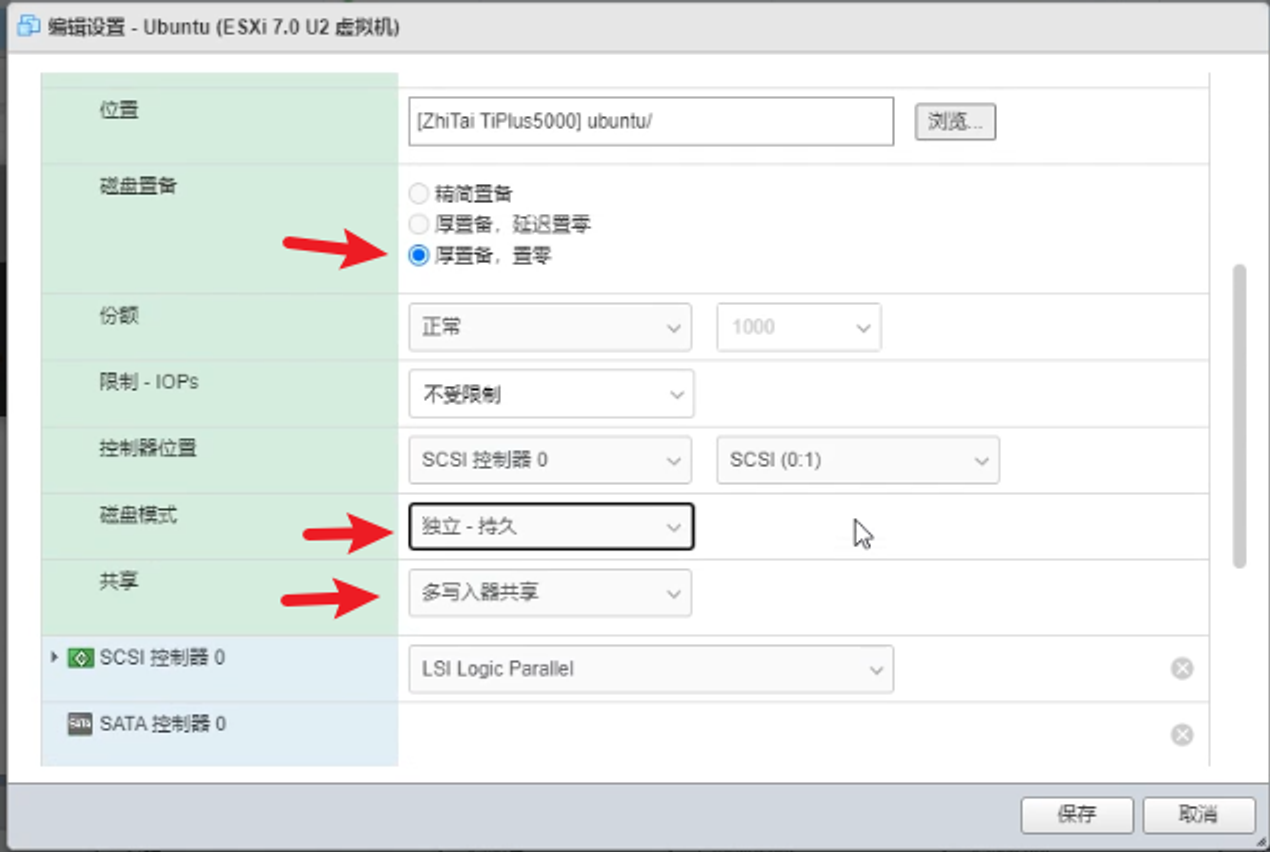 编辑设置 - Ubuntu (ESXi 7.0 U2 虚拟机)
位置
[ZhiTai TiPlus5000] ubuntu/
浏览...
磁盘置备
精简置备
厚置备，延迟置零
厚置备，置零
份额
正常
1000
限制 - IOPs
不受限制
控制器位置
SCSI 控制器 0
SCSI (0:1)
磁盘模式
独立 - 持久
共享
多写入器共享
SCSI 控制器 0
LSI Logic Parallel
SATA
SATA 控制器 0
保存
取消